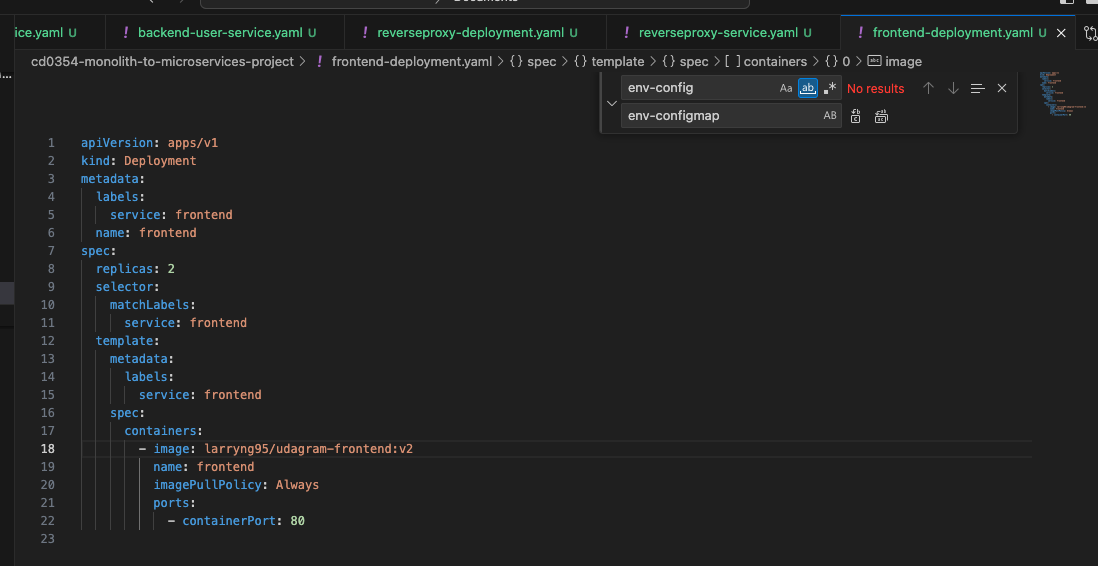 ice.yaml U
! backend-user-service.yaml U
! reverseproxy-deployment.yaml U
! reverseproxy-service.yaml U
! frontend-deployment.yaml U
cd0354-monolith-to-microservices-project > ! frontend-deployment.yaml > {} spec > {} template > {} spec > [ ] containers > {} 0 > abc image
env-config Aa ab .* No results
env-configmap AB
1 apiVersion: apps/v1
2 kind: Deployment
3 metadata:
4 labels:
5 service: frontend
6 name: frontend
7 spec:
8 replicas: 2
9 selector:
10 matchLabels:
11 service: frontend
12 template:
13 metadata:
14 labels:
15 service: frontend
16 spec:
17 containers:
18 - image: larryng95/udagram-frontend:v2
19 name: frontend
20 imagePullPolicy: Always
21 ports:
22 - containerPort: 80
23